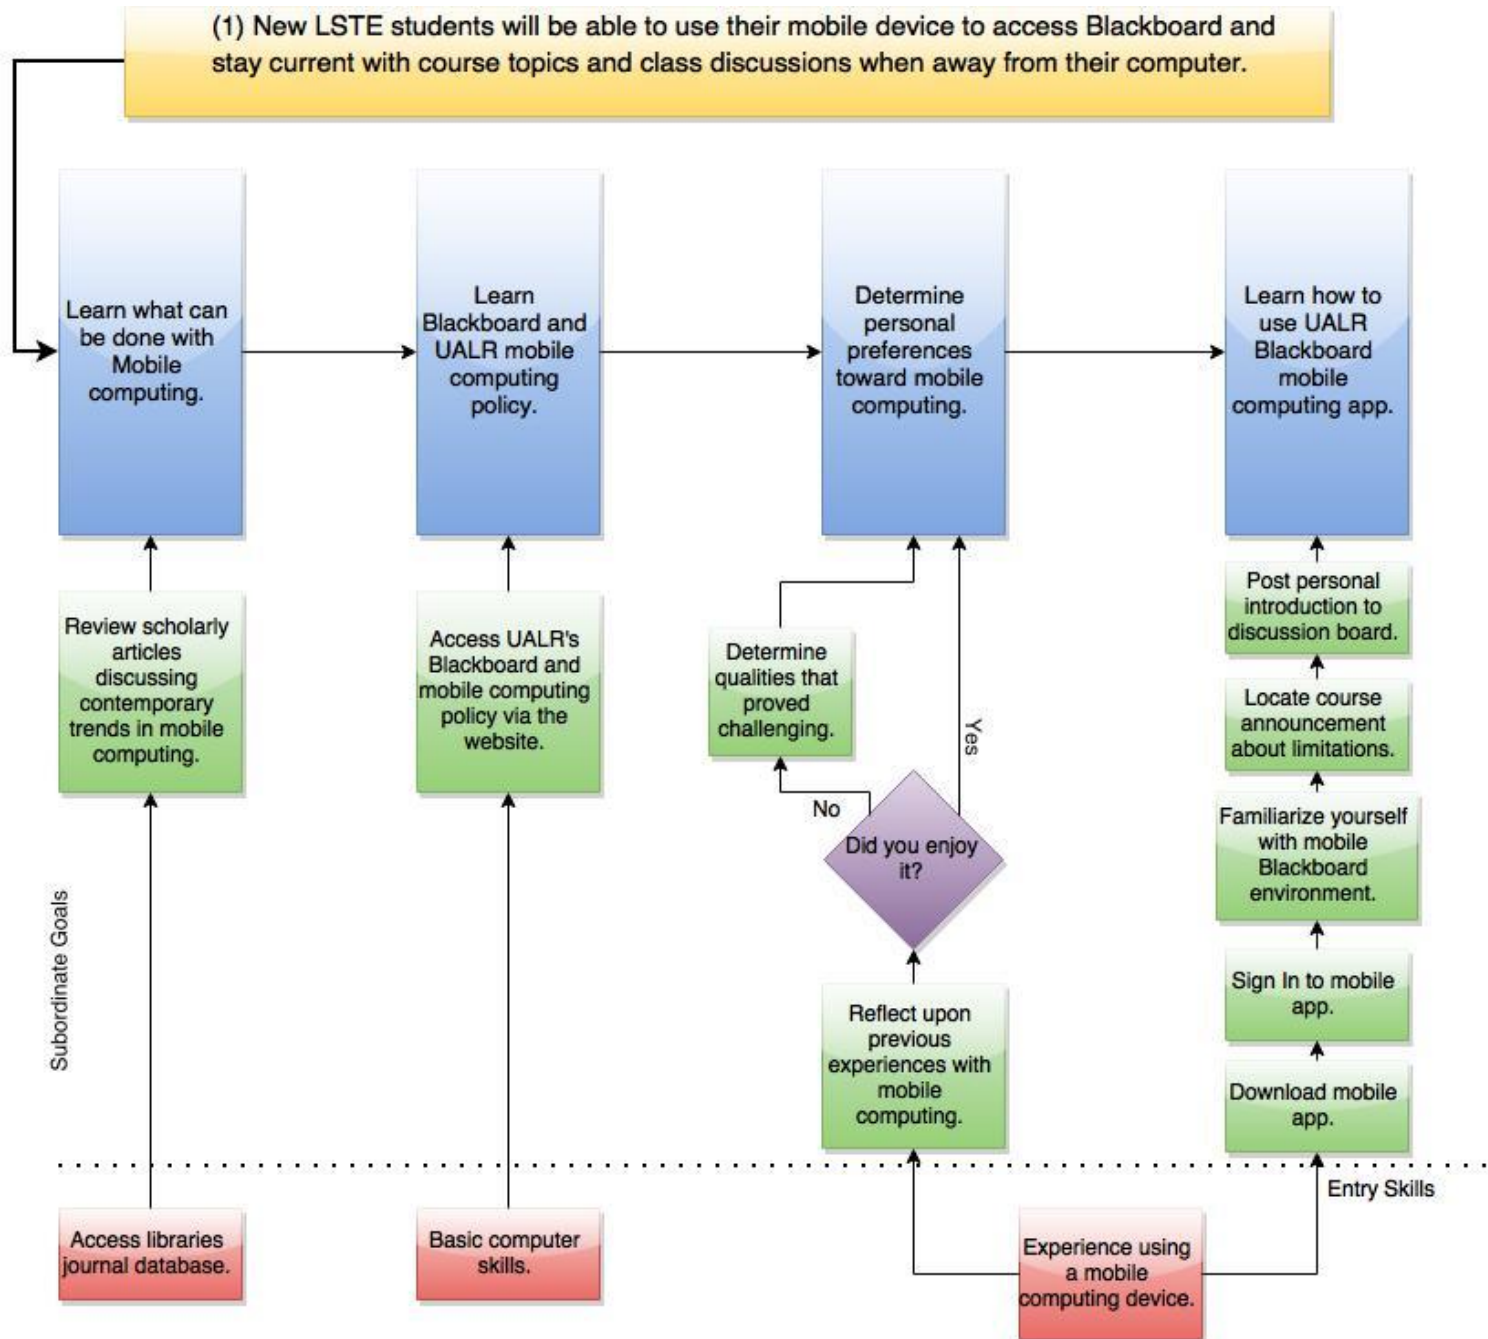 (1) New LSTE students will be able to use their mobile device to access Blackboard and
stay current with course topics and class discussions when away from their computer.
Learn what can
be done with
Mobile
computing.
Learn
Blackboard and
UALR mobile
computing
policy.
Determine
personal
preferences
toward mobile
computing.
Learn how to
use UALR
Blackboard
mobile
computing app.
Review scholarly
articles
discussing
contemporary
trends in mobile
computing.
Access UALR's
Blackboard and
mobile computing
policy via the
website.
Determine
qualities that
proved
challenging.
Yes
No
Did you enjoy
it?
Reflect upon
previous
experiences with
mobile
computing.
Post personal
introduction to
discussion board.
Locate course
announcement
about limitations.
Familiarize yourself
with mobile
Blackboard
environment.
Sign In to mobile
app.
Download mobile
app.
Subordinate Goals
Entry Skills
Access libraries
journal database.
Basic computer
skills.
Experience using
a mobile
computing device.